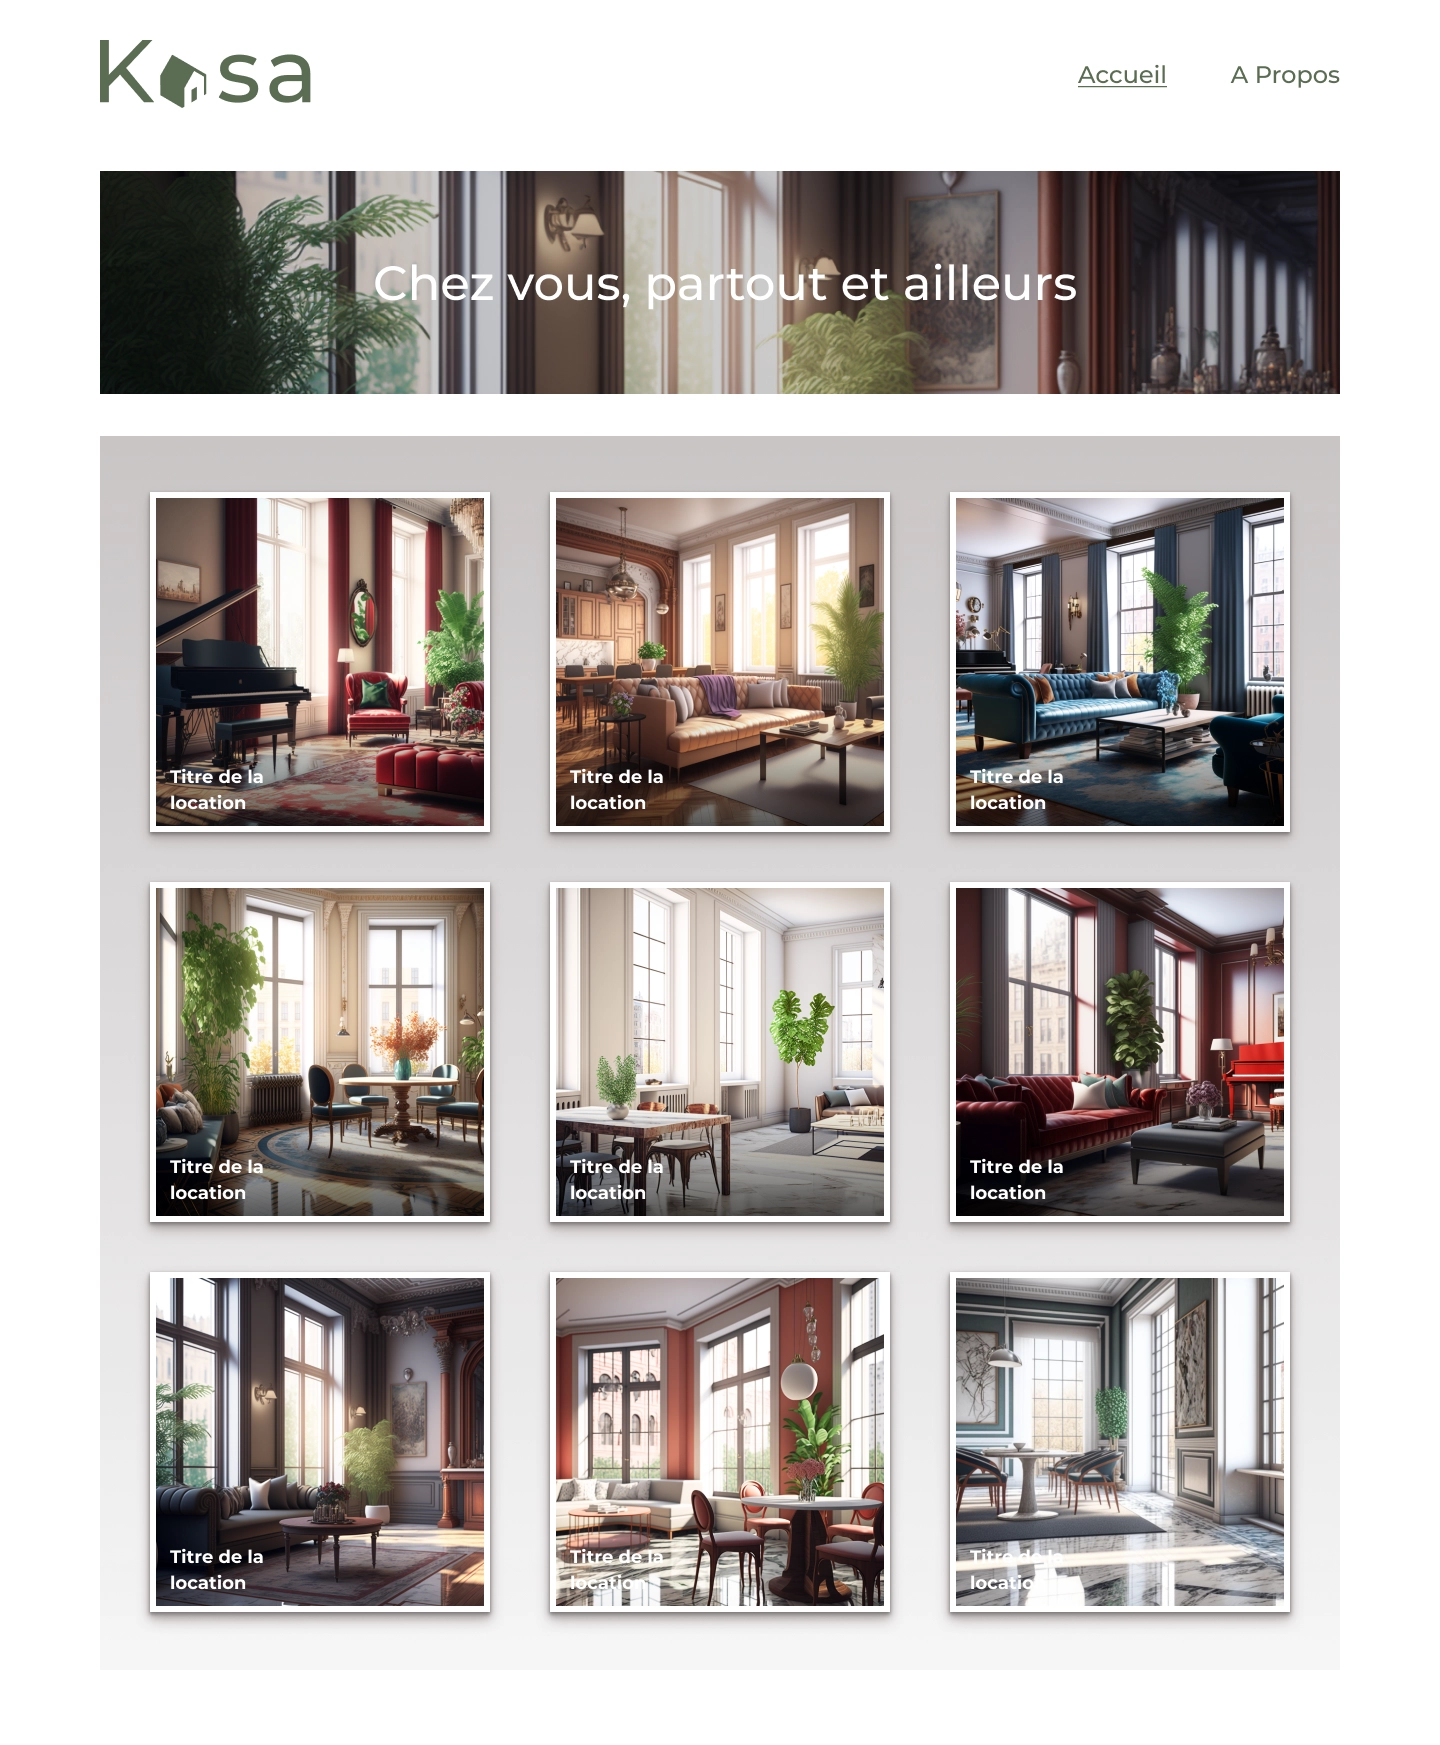 Kasa
Accueil
A Propos
Chez vous, partout et ailleurs
Titre de la
location
Titre de la
location
Titre de la
location
Titre de la
location
Titre de la
location
Titre de la
location
Titre de la
location
Titre de la
location
Titre de la
location